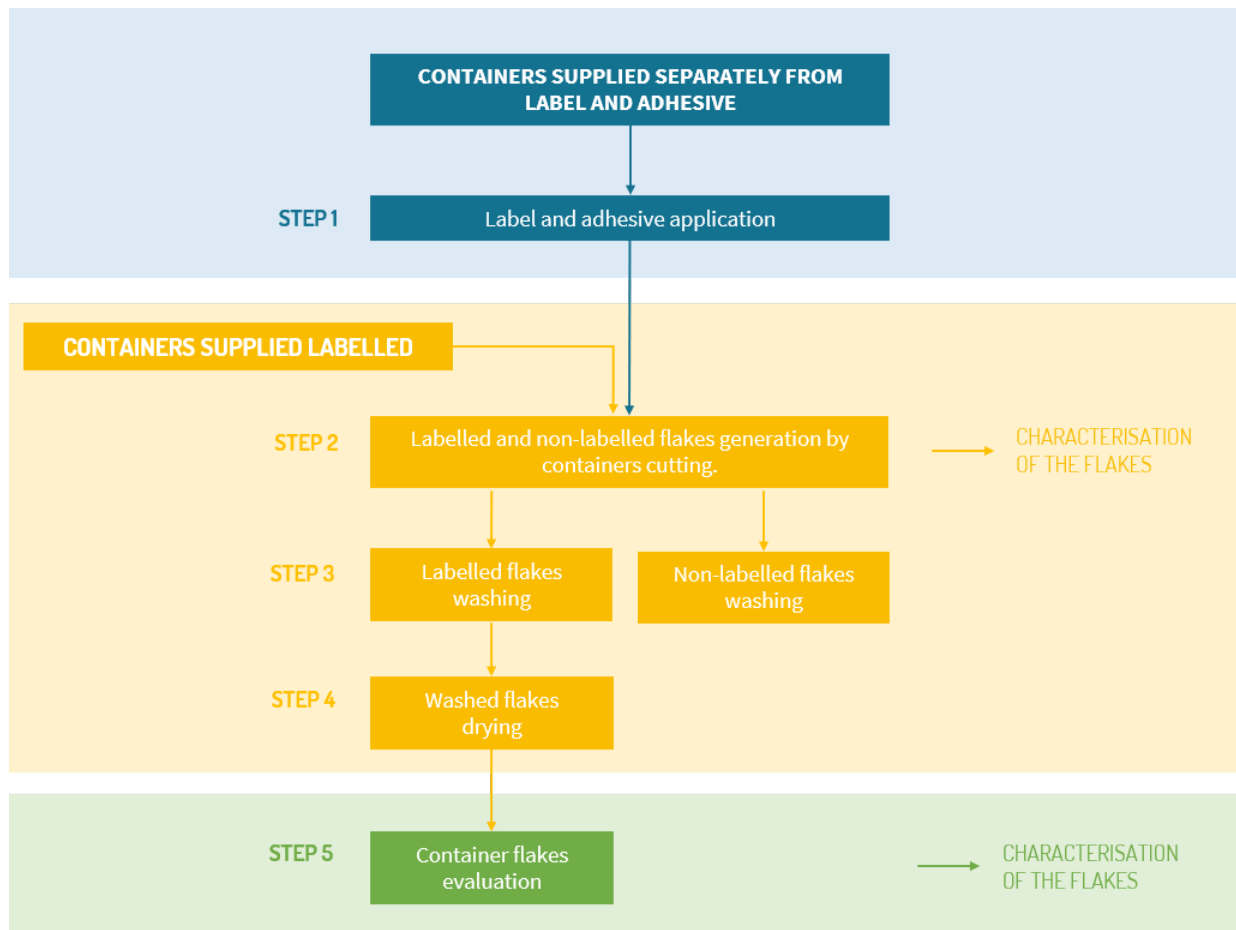 CONTAINERS SUPPLIED SEPARATELY FROM
LABEL AND ADHESIVE
STEP 1
Label and adhesive application
CONTAINERS SUPPLIED LABELLED
STEP 2
Labelled and non-labelled flakes generation by
containers cutting.
CHARACTERISATION
OF THE FLAKES
STEP 3
Labelled flakes
washing
Non-labelled flakes
washing
STEP 4
Washed flakes
drying
STEP 5
Container flakes
evaluation
CHARACTERISATION
OF THE FLAKES